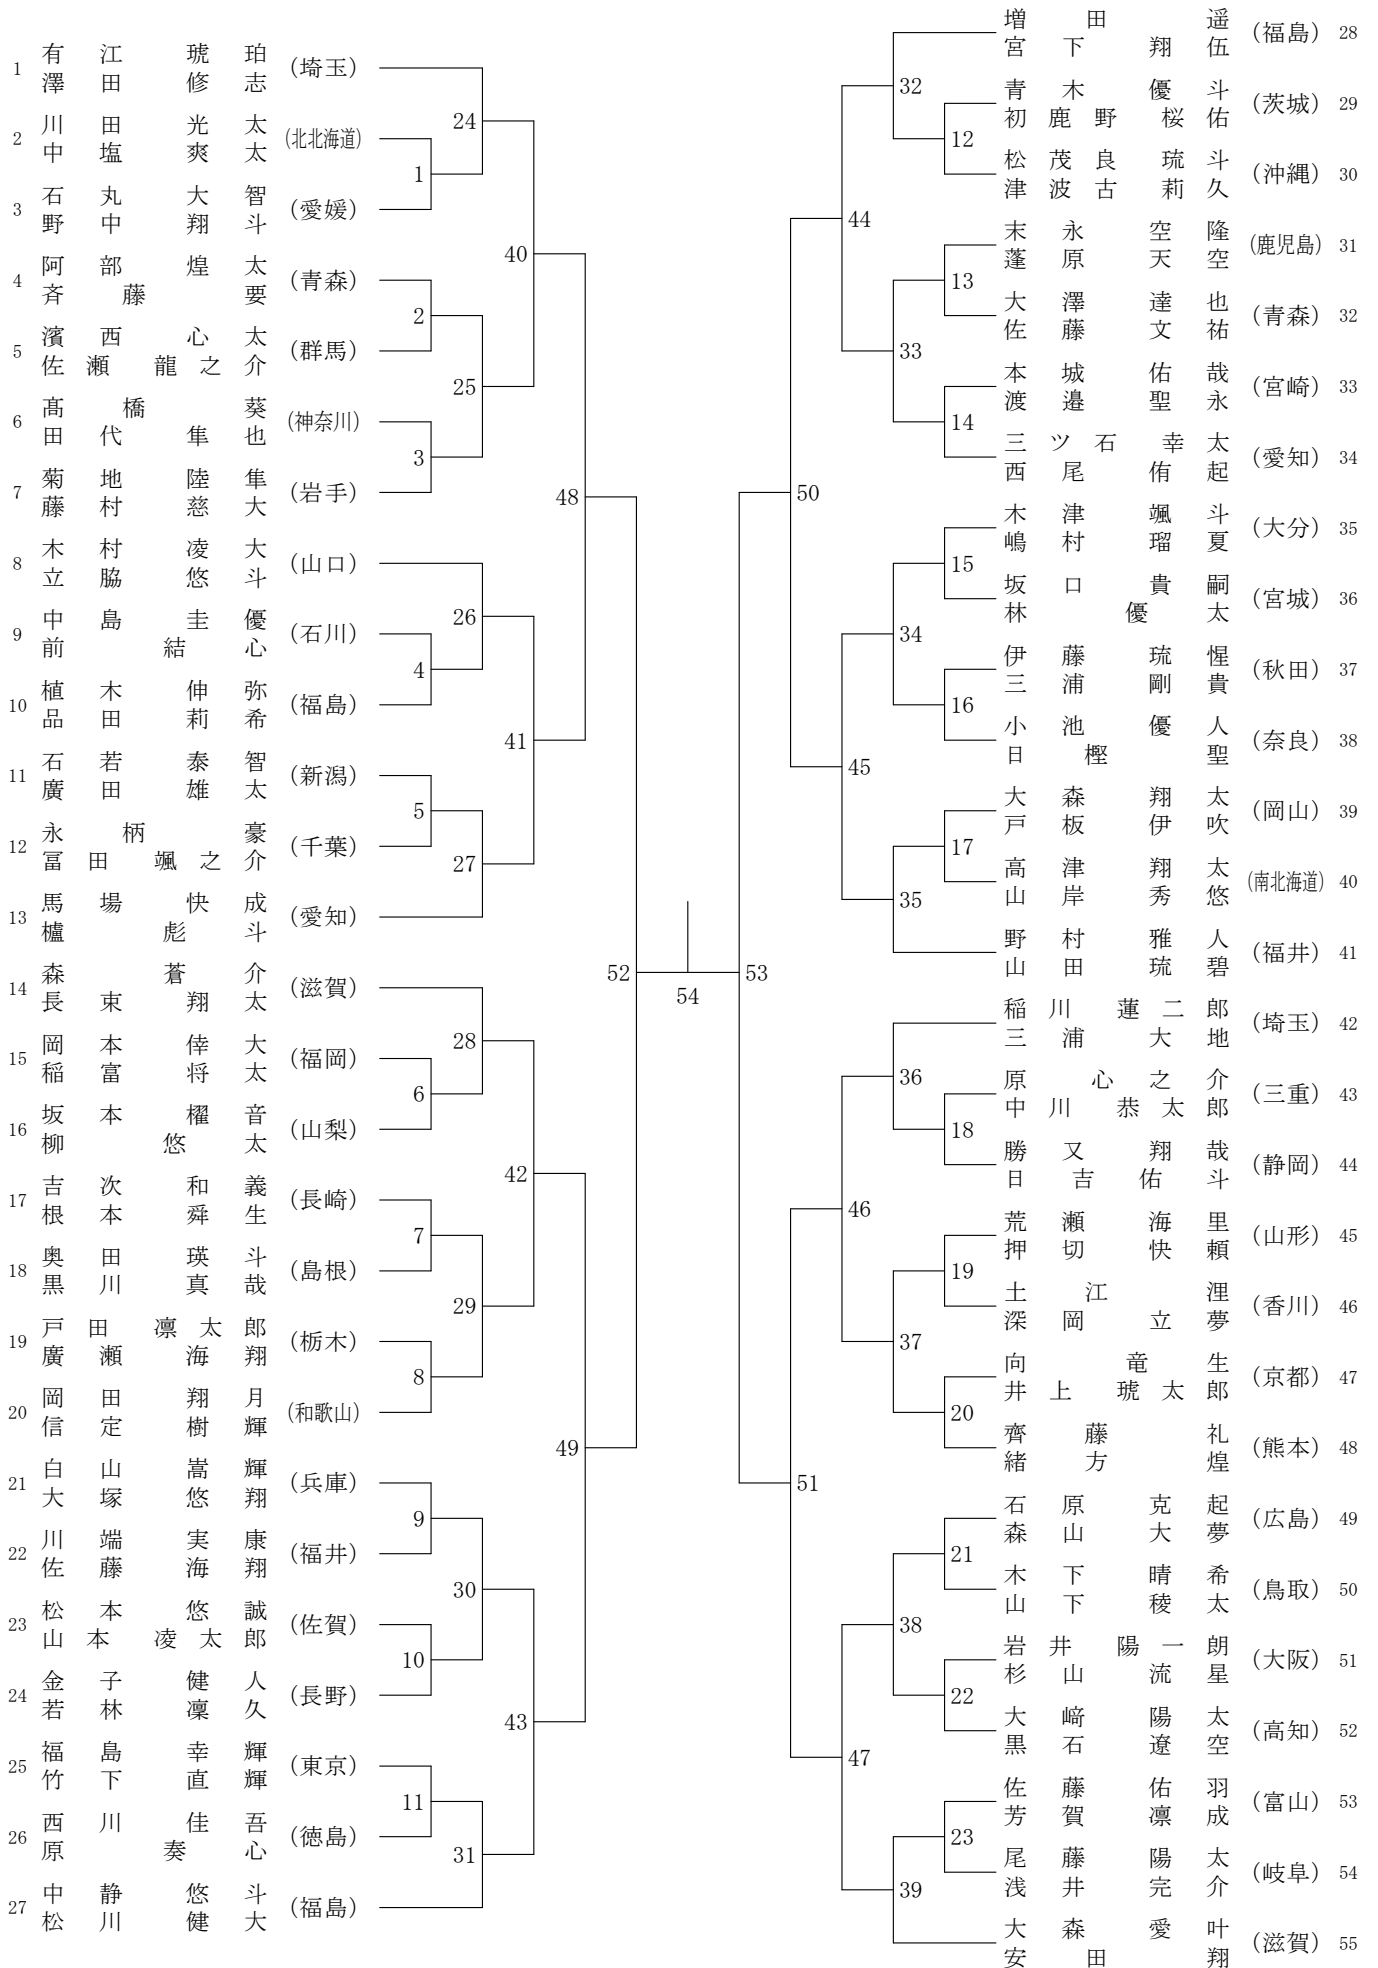 1 有江琥珀 (埼玉)
澤田修志
2 川田光太 (北北海道)
中塩爽太
3 石丸大智 (愛媛)
野中翔斗
4 阿部煌太 (青森)
斉藤要
5 濱西心太 (群馬)
佐瀬龍之介
6 髙橋葵 (神奈川)
田代隼也
7 菊地陸隼 (岩手)
藤村慈大
8 木村凌大 (山口)
立脇悠斗
9 中島圭優 (石川)
前結心
10 植木伸弥 (福島)
品田莉希
11 石若泰智 (新潟)
廣田雄太
12 永柄豪 (千葉)
冨田颯之介
13 馬場快成 (愛知)
櫨彪斗
14 森蒼介 (滋賀)
長束翔太
15 岡本倖大 (福岡)
稲富将太
16 坂本櫂音 (山梨)
柳悠太
17 吉次和義 (長崎)
根本舜生
18 奥田瑛斗 (島根)
黒川真哉
19 戸田凛太郎 (栃木)
廣瀬海翔
20 岡田翔月 (和歌山)
信定樹輝
21 白山嵩輝 (兵庫)
大塚悠翔
22 川端実康 (福井)
佐藤海翔
23 松本悠誠 (佐賀)
山本凌太郎
24 金子健人 (長野)
若林凜久
25 福島幸輝 (東京)
竹下直輝
26 西川佳吾 (徳島)
原奏心
27 中静悠斗 (福島)
松川健大
1
2
3
4
5
6
7
8
9
10
11
24
25
26
27
28
29
30
31
40
41
42
43
48
49
52
54
53
50
51
44
45
46
47
32
33
34
35
36
37
38
39
12
13
14
15
16
17
18
19
20
21
22
23
増田遥 (福島) 28
宮下翔伍
青木優斗 (茨城) 29
初鹿野桜佑
松茂良琉斗 (沖縄) 30
津波古莉久
末永空隆 (鹿児島) 31
蓬原天空
大澤達也 (青森) 32
佐藤文祐
本城佑哉 (宮崎) 33
渡邉聖永
三ツ石幸太 (愛知) 34
西尾侑起
木津颯斗 (大分) 35
嶋村瑠夏
坂口貴嗣 (宮城) 36
林優太
伊藤琉惺 (秋田) 37
三浦剛貴
小池優人 (奈良) 38
日樫聖
大森翔太 (岡山) 39
戸板伊吹
高津翔太 (南北海道) 40
山岸秀悠
野村雅人 (福井) 41
山田琉碧
稲川蓮二郎 (埼玉) 42
三浦大地
原心之介 (三重) 43
中川恭太郎
勝又翔哉 (静岡) 44
日吉佑斗
荒瀬海里 (山形) 45
押切快頼
土江浬 (香川) 46
深岡立夢
向竜生 (京都) 47
井上琥太郎
齊藤礼 (熊本) 48
緒方煌
石原克起 (広島) 49
森山大夢
木下晴希 (鳥取) 50
山下稜太
岩井陽一朗 (大阪) 51
杉山流星
大﨑陽太 (高知) 52
黒石遼空
佐藤佑羽 (富山) 53
芳賀凛成
尾藤陽太 (岐阜) 54
浅井完介
大森愛叶 (滋賀) 55
安田翔